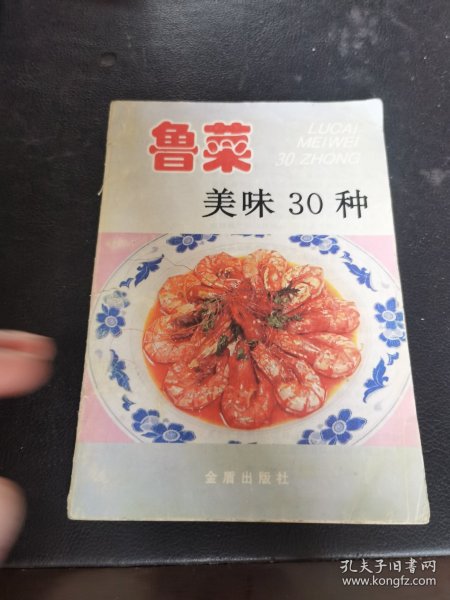 鲁菜
LUCAI
MEIWEI
30 ZHONG
美味 30 种
金盾出版社
孔夫子旧书网
www.kongfz.com